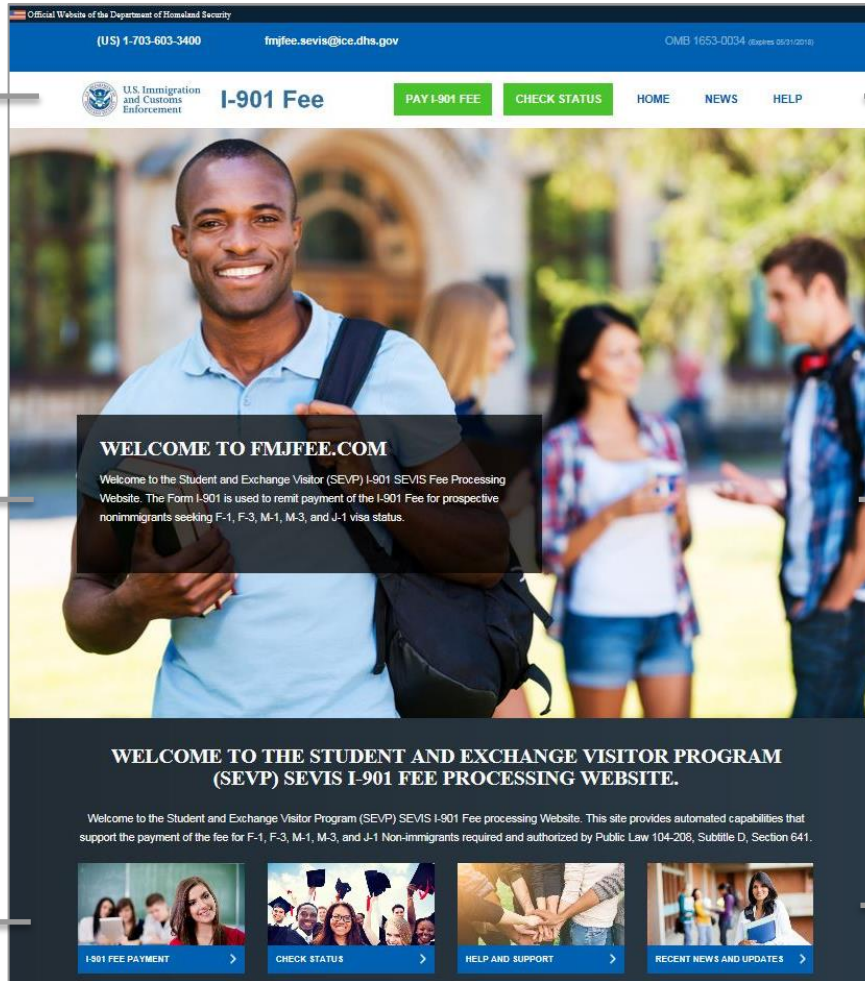 Official Website of the Department of Homeland Security
(US) 1-703-603-3400 fmjfee.sevis@ice.dhs.gov OMB 1653-0034 (Expires 05/31/2018)
U.S. Immigration
and Customs
Enforcement
I-901 Fee
PAY I-901 FEE CHECK STATUS HOME NEWS HELP
WELCOME TO FMJFEE.COM
Welcome to the Student and Exchange Visitor (SEVP) I-901 SEVIS Fee Processing
Website. The Form I-901 is used to remit payment of the I-901 Fee for prospective
nonimmigrants seeking F-1, F-3, M-1, M-3, and J-1 visa status.
WELCOME TO THE STUDENT AND EXCHANGE VISITOR PROGRAM
(SEVP) SEVIS I-901 FEE PROCESSING WEBSITE.
Welcome to the Student and Exchange Visitor Program (SEVP) SEVIS I-901 Fee processing Website. This site provides automated capabilities that
support the payment of the fee for F-1, F-3, M-1, M-3, and J-1 Non-immigrants required and authorized by Public Law 104-208, Subtitle D, Section 641.
I-901 FEE PAYMENT CHECK STATUS HELP AND SUPPORT RECENT NEWS AND UPDATES